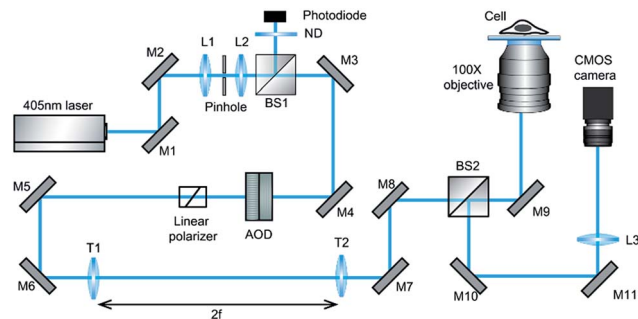 Photodiode
ND
Cell
L1
L2
M3
M2
BS1
Pinhole
100X
objective
CMOS
camera
405nm laser
M1
M5
M8
BS2
M4
M9
Linear
polarizer
AOD
T1
T2
L3
M6
M7
M10
M11
2f